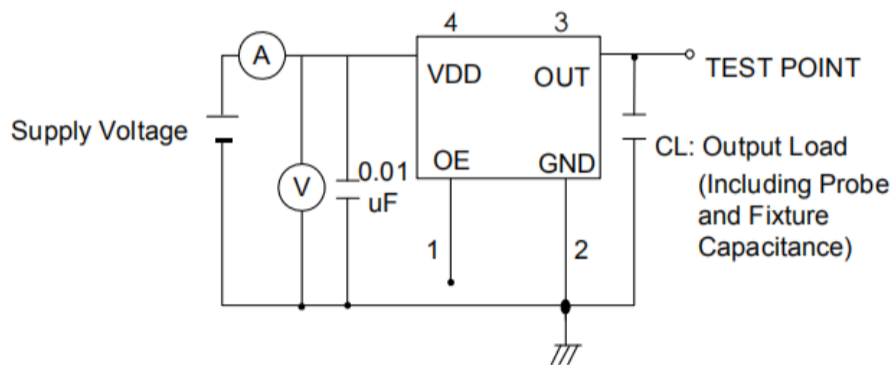 4
3
A
VDD
OUT
TEST POINT
Supply Voltage
V
0.01
uF
OE
GND
CL: Output Load
(Including Probe
and Fixture
Capacitance)
1
2